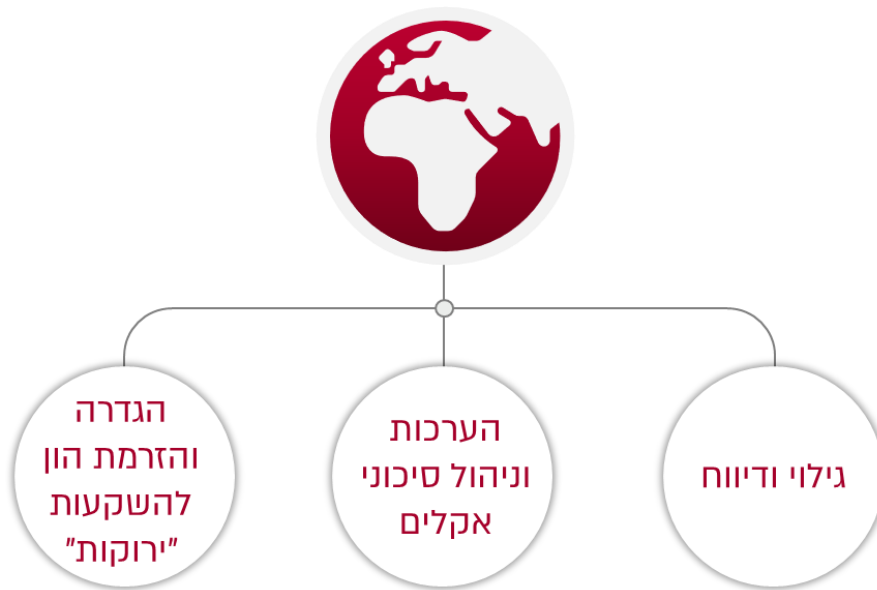 גילוי ודיווח
הערכות
וניהול סיכוני
אקלים
הגדרה
והזרמת הון
להשקעות
"ירוקות"